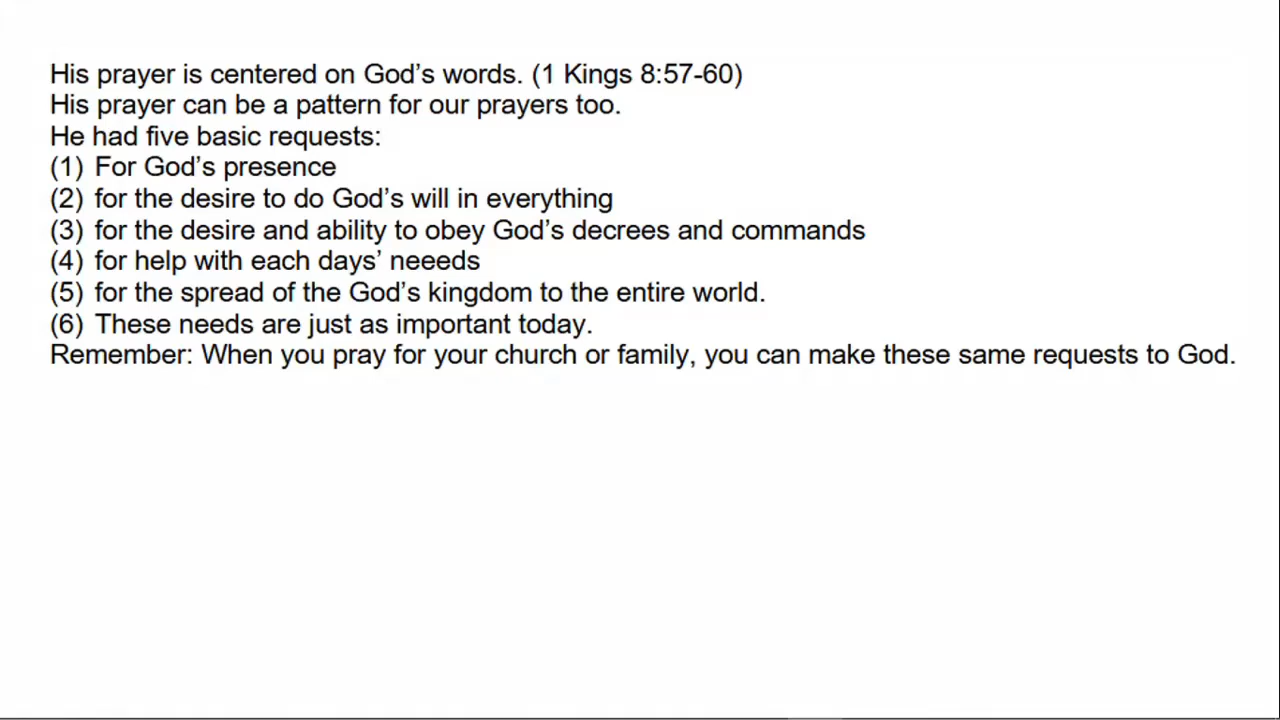 His prayer is centered on God’s words. (1 Kings 8:57-60)
His prayer can be a pattern for our prayers too.
He had five basic requests:
(1) For God’s presence
(2) for the desire to do God’s will in everything
(3) for the desire and ability to obey God’s decrees and commands
(4) for help with each days’ neeeds
(5) for the spread of the God’s kingdom to the entire world.
(6) These needs are just as important today.
Remember: When you pray for your church or family, you can make these same requests to God.